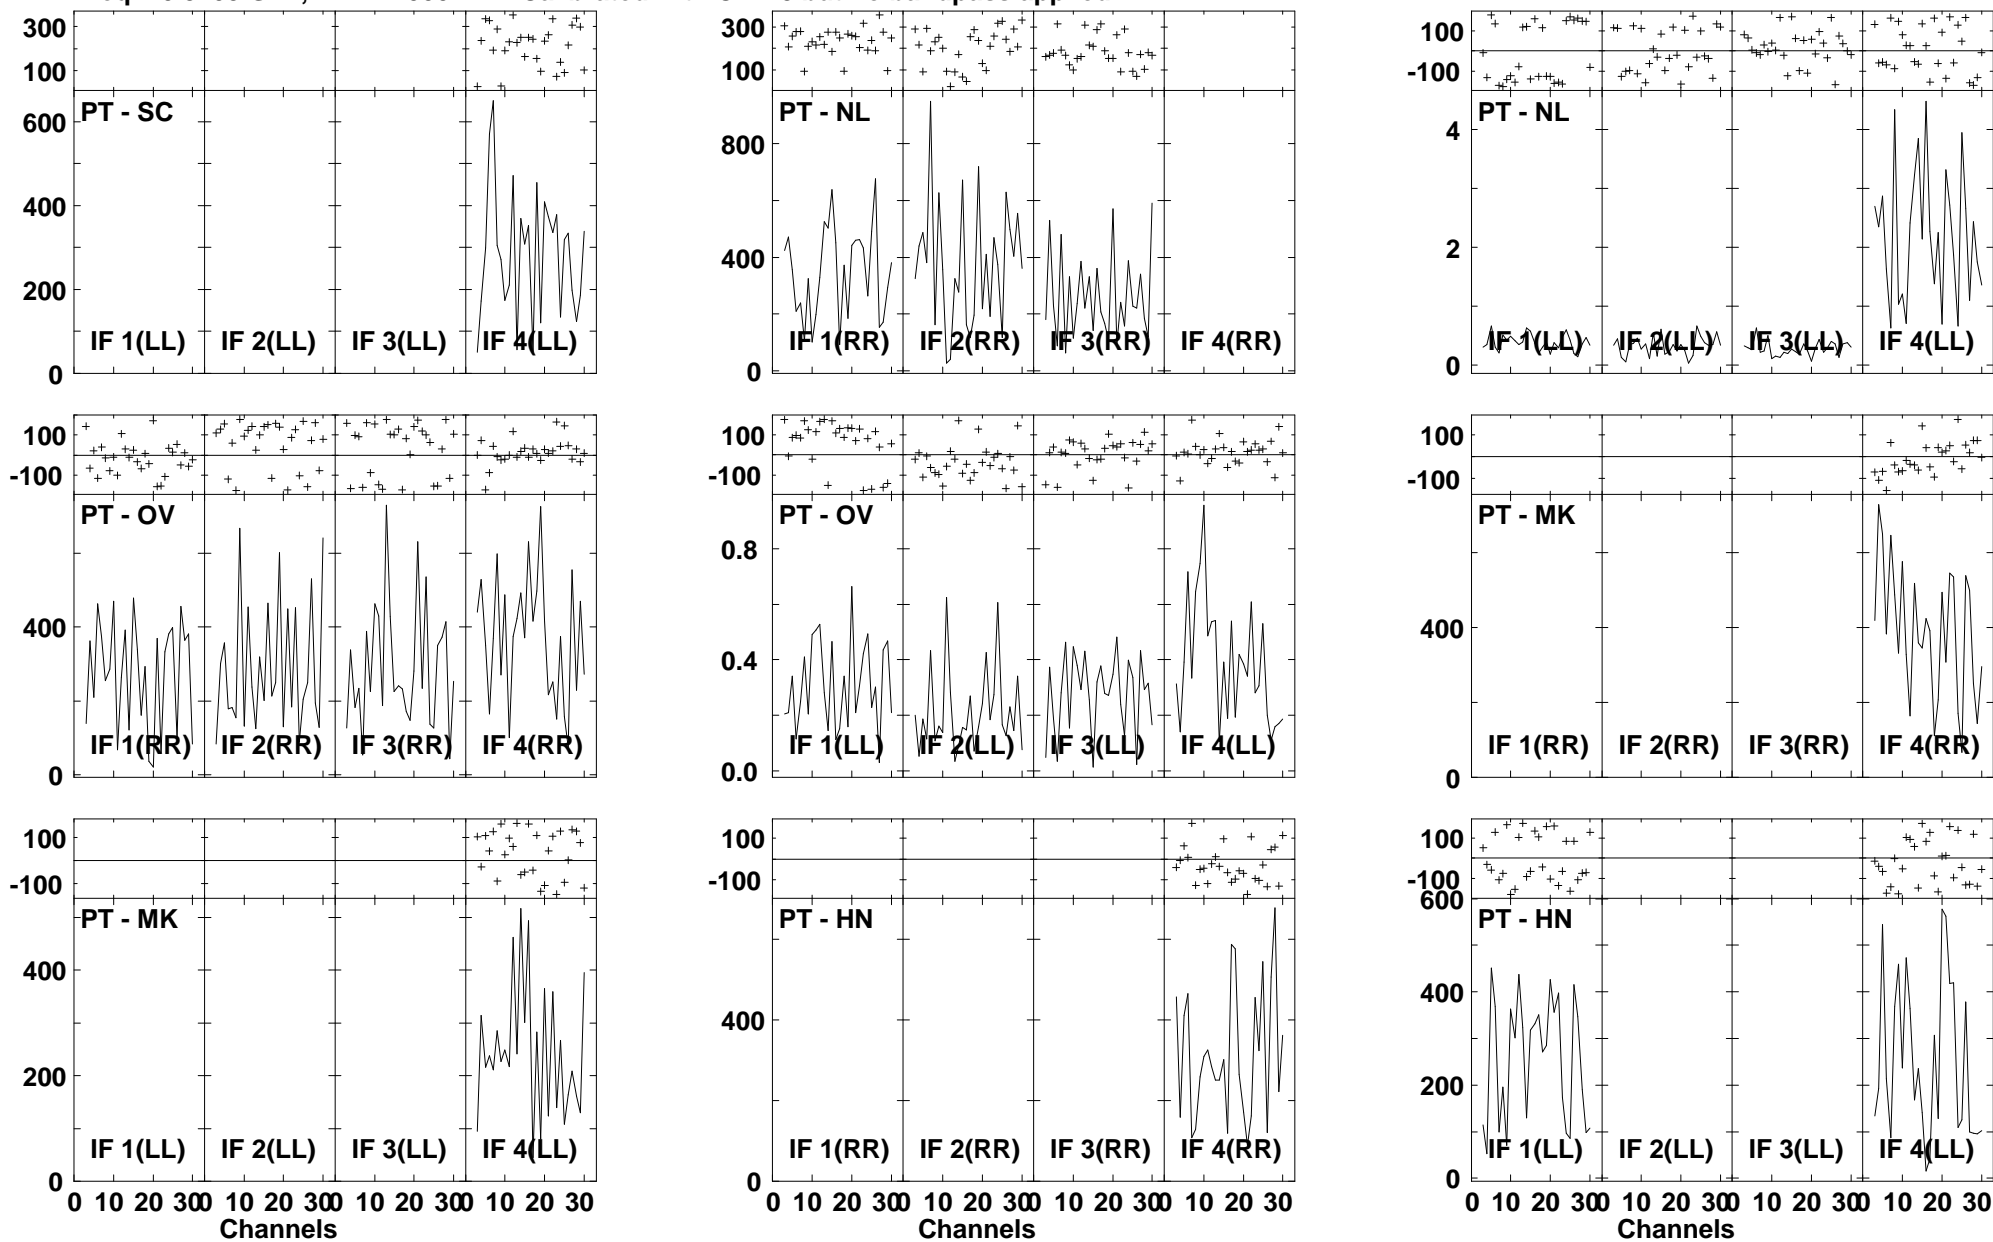 300
100
300
100
100
-100
PT - SC
PT - NL
PT - NL
600
400
200
0
800
400
0
4
2
0
IF 1(LL) IF 2(LL) IF 3(LL) IF 4(LL)
IF 1(RR) IF 2(RR) IF 3(RR) IF 4(RR)
IF 1(LL) IF 2(LL) IF 3(LL) IF 4(LL)
100
-100
100
-100
100
-100
PT - OV
PT - OV
PT - MK
400
0
0.8
0.4
0.0
400
0
IF 1(RR) IF 2(RR) IF 3(RR) IF 4(RR)
IF 1(LL) IF 2(LL) IF 3(LL) IF 4(LL)
IF 1(RR) IF 2(RR) IF 3(RR) IF 4(RR)
100
-100
100
-100
100
-100
PT - MK
PT - HN
PT - HN
400
200
0
400
0
600
400
200
0
IF 1(LL) IF 2(LL) IF 3(LL) IF 4(LL)
IF 1(RR) IF 2(RR) IF 3(RR) IF 4(RR)
IF 1(LL) IF 2(LL) IF 3(LL) IF 4(LL)
0 10 20 30 0 10 20 30 0 10 20 30 0 10 20 30
0 10 20 30 0 10 20 30 0 10 20 30 0 10 20 30
0 10 20 30 0 10 20 30 0 10 20 30 0 10 20 30
Channels
Channels
Channels